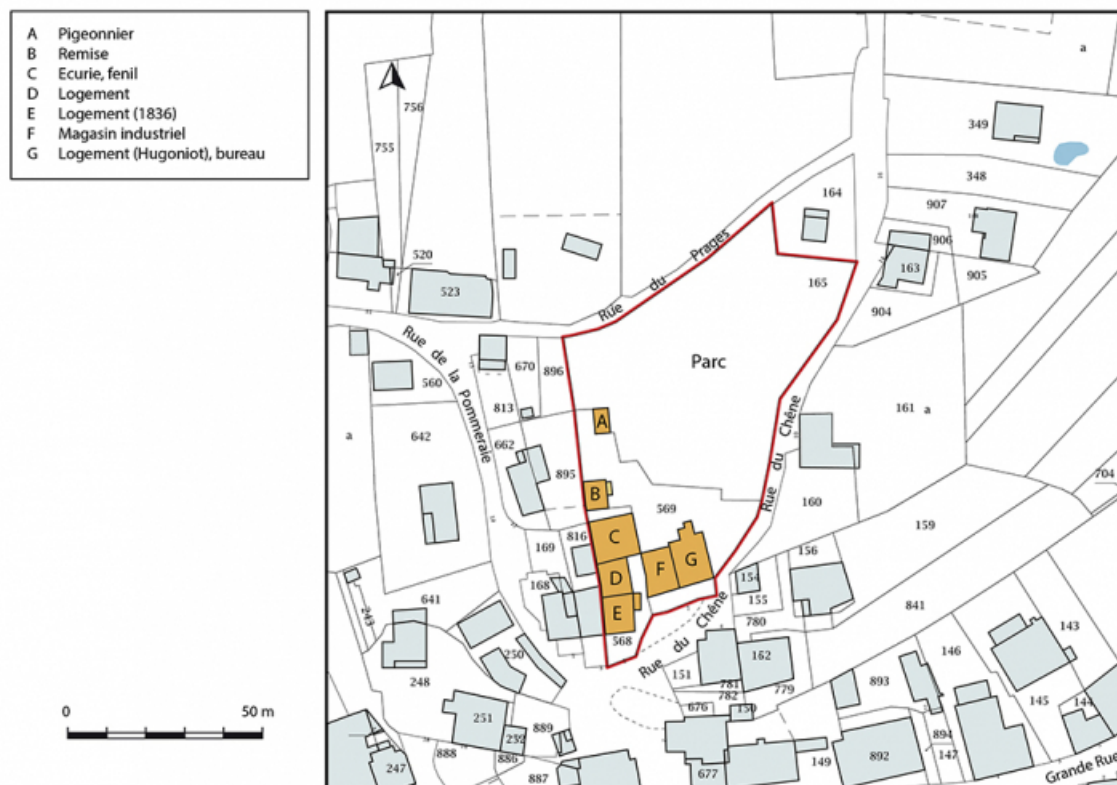 A Pigeonnier
B Remise
C Ecurie, fenil
D Logement
E Logement (1836)
F Magasin industriel
G Logement (Hugoniot), bureau
0 50 m
a
349
756
755
348
164
907
906
520
163
905
523
165
904
Rue du Prages
Rue de la Pommeraie
670
896
Parc
560
813
161 a
a
642
662
A
Rue du Chêne
895
704
B
160
569
159
816
C
169
156
F
G
168
D
154
641
155
841
E
243
780
568
Rue du Chêne
143
250
162
146
151
248
781
779
893
782
145
676
150
144
251
889
239
894
888
886
149
892
147
247
887
677
Grande Rue